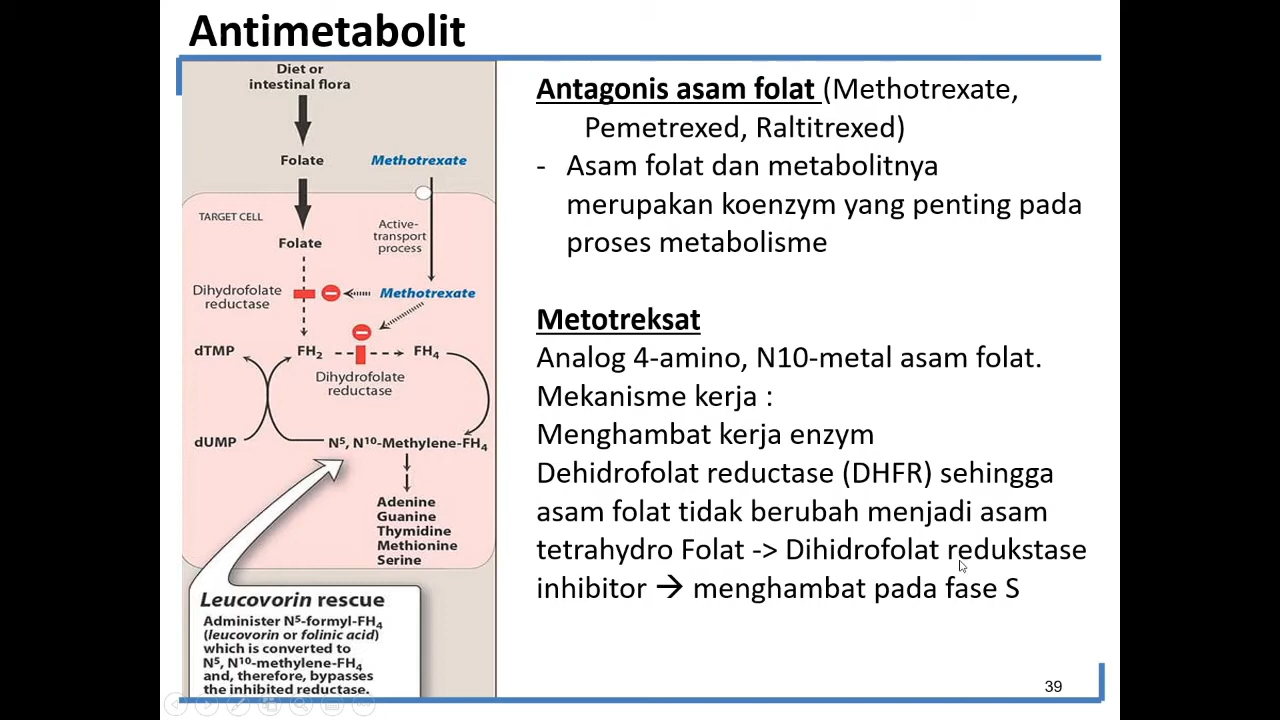 Antimetabolit
Diet or
intestinal flora
Folate
Methotrexate
TARGET CELL
Active-
transport
process
Folate
Dihydrofolate
reductase
Methotrexate
dTMP
FH2
FH4
Dihydrofolate
reductase
dUMP
N5, N10-Methylene-FH4
Adenine
Guanine
Thymidine
Methionine
Serine
Leucovorin rescue
Administer N5-formyl-FH4
(leucovorin or folinic acid)
which is converted to
N5, N10-methylene-FH4
and, therefore, bypasses
the inhibited reductase.
Antagonis asam folat (Methotrexate,
Pemetrexed, Raltitrexed)
- Asam folat dan metabolitnya
merupakan koenzym yang penting pada
proses metabolisme
Metotreksat
Analog 4-amino, N10-metal asam folat.
Mekanisme kerja :
Menghambat kerja enzym
Dehidrofolat reductase (DHFR) sehingga
asam folat tidak berubah menjadi asam
tetrahydro Folat -> Dihidrofolat redukstase
inhibitor → menghambat pada fase S
39